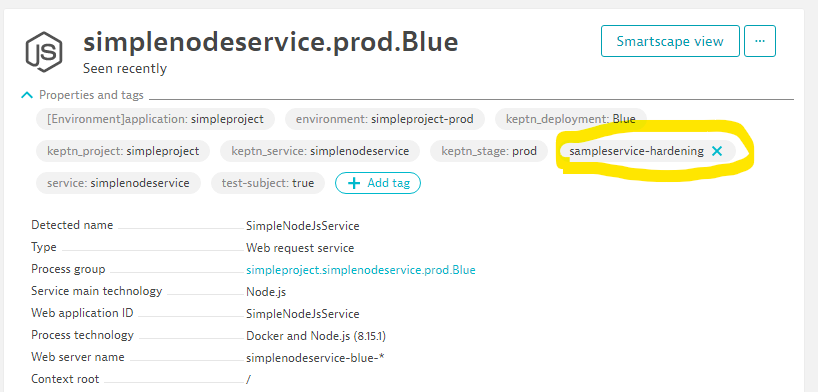 JS
simplenodeservice.prod.Blue
Smartscape view
...
Seen recently
Properties and tags
[Environment]application: simpleproject environment: simpleproject-prod keptn_deployment: Blue
keptn_project: simpleproject keptn_service: simplenodeservice keptn_stage: prod sampleservice-hardening ✕
service: simplenodeservice test-subject: true + Add tag
Detected name SimpleNodeJsService
Type Web request service
Process group simpleproject.simplenodeservice.prod.Blue
Service main technology Node.js
Web application ID SimpleNodeJsService
Process technology Docker and Node.js (8.15.1)
Web server name simplenodeservice-blue-*
Context root /